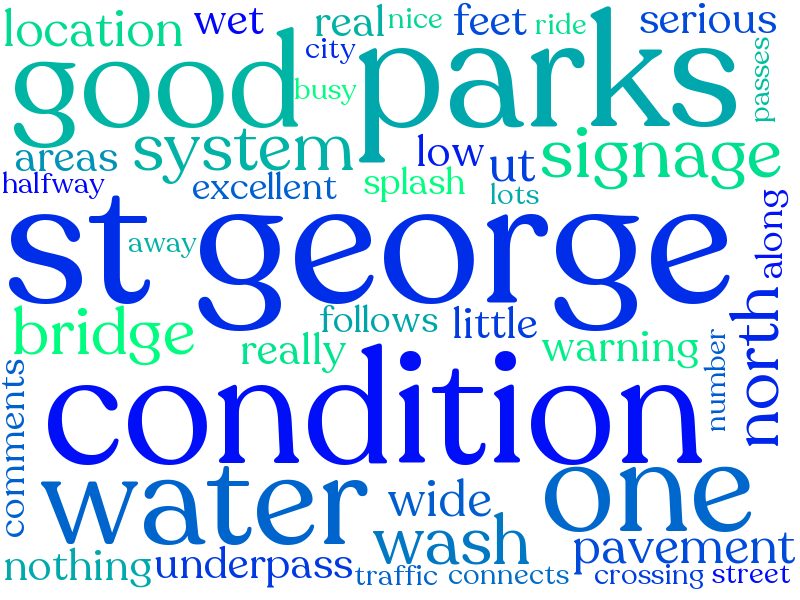 location wet real nice feet ride serious
city
good parks
busy
passes
areas system low ut signage
halfway excellent splash lots
st george
away
along
bridge follows little
really warning
north
number
condition
comments
water wide one
wash pavement
nothing underpass traffic connects crossing street